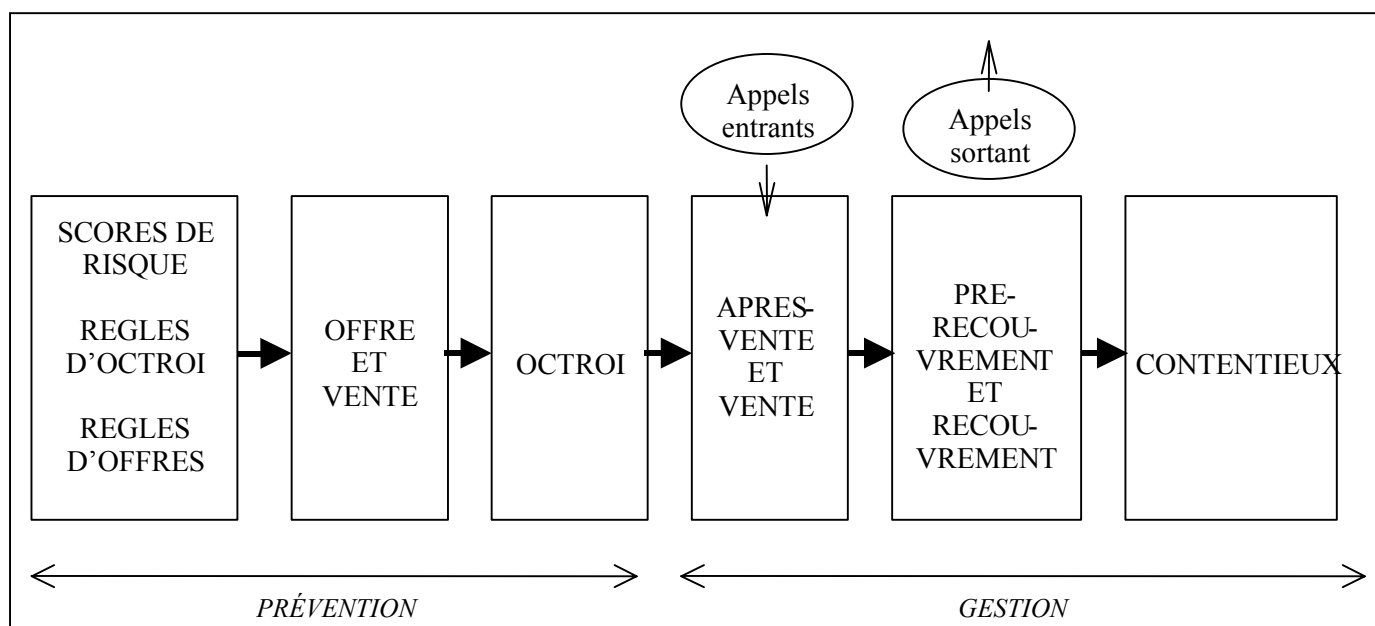 Appels
entrants
Appels
sortant
SCORES DE
RISQUE
REGLES
D’OCTROI
REGLES
D’OFFRES
OFFRE
ET
VENTE
OCTROI
APRES-
VENTE
ET
VENTE
PRE-
RECOU-
VREMENT
ET
RECOU-
VREMENT
CONTENTIEUX
PRÉVENTION
GESTION